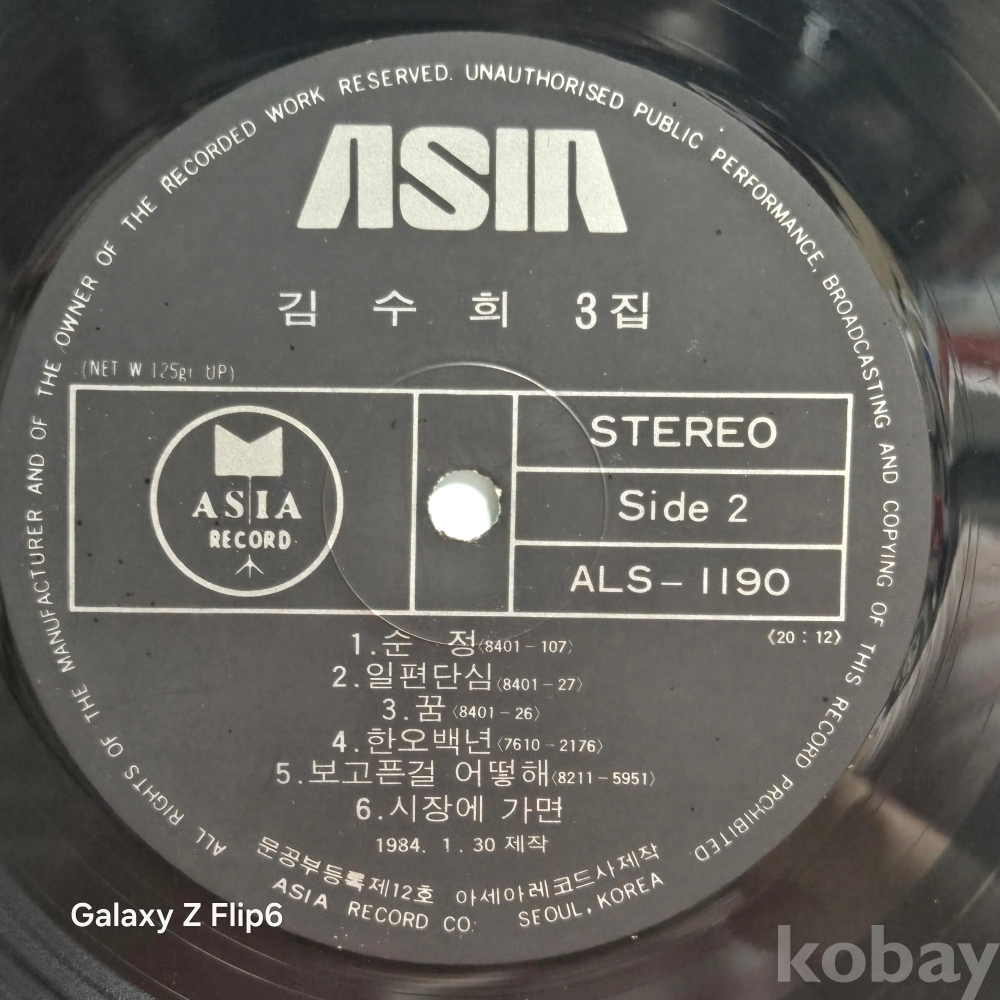 ALL RIGHTS OF THE MANUFACTURER AND OF THE OWNER OF THE RECORDED WORK RESERVED. UNAUTHORISED PUBLIC PERFORMANCE, BROADCASTING AND COPYING OF THIS RECORD PROHIBITED
ASIA
김 수 희 3집
(NET W 125gr UP)
ASIA
RECORD
STEREO
Side 2
ALS-1190
〈20 : 12〉
1.순 정〈8401-107〉
2.일편단심〈8401-27〉
3.꿈〈8401-26〉
4.한오백년〈7610-2176〉
5.보고픈걸 어떻해〈8211-5951〉
6.시장에 가면
1984. 1. 30 제작
문공부등록제12호 아세아레코드사제작
ASIA RECORD CO. SEOUL, KOREA
Galaxy Z Flip6
kobay